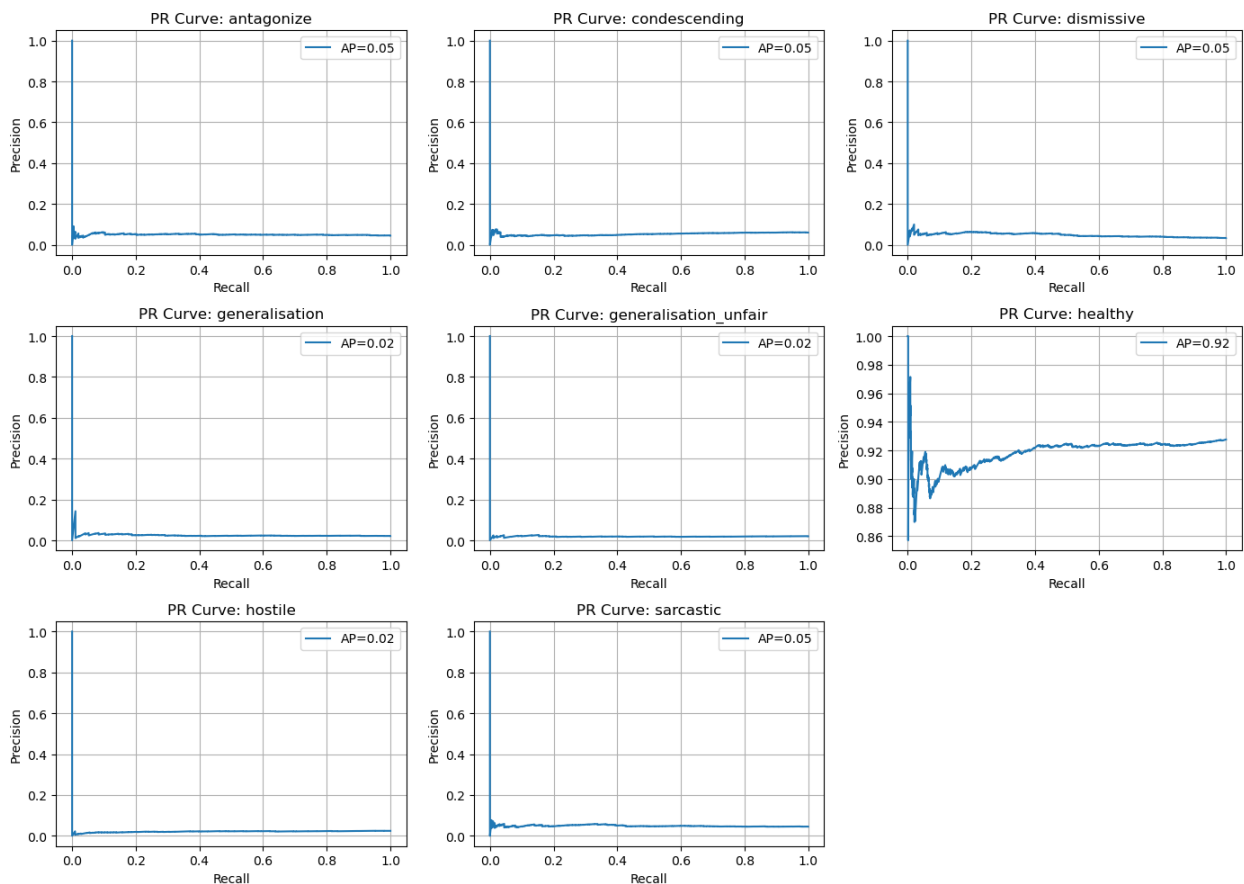 PR Curve: antagonize
AP=0.05
1.0
0.8
0.6
0.4
0.2
0.0
Precision
0.0 0.2 0.4 0.6 0.8 1.0
Recall
PR Curve: condescending
AP=0.05
1.0
0.8
0.6
0.4
0.2
0.0
Precision
0.0 0.2 0.4 0.6 0.8 1.0
Recall
PR Curve: dismissive
AP=0.05
1.0
0.8
0.6
0.4
0.2
0.0
Precision
0.0 0.2 0.4 0.6 0.8 1.0
Recall
PR Curve: generalisation
AP=0.02
1.0
0.8
0.6
0.4
0.2
0.0
Precision
0.0 0.2 0.4 0.6 0.8 1.0
Recall
PR Curve: generalisation_unfair
AP=0.02
1.0
0.8
0.6
0.4
0.2
0.0
Precision
0.0 0.2 0.4 0.6 0.8 1.0
Recall
PR Curve: healthy
AP=0.92
1.00
0.98
0.96
0.94
0.92
0.90
0.88
0.86
Precision
0.0 0.2 0.4 0.6 0.8 1.0
Recall
PR Curve: hostile
AP=0.02
1.0
0.8
0.6
0.4
0.2
0.0
Precision
0.0 0.2 0.4 0.6 0.8 1.0
Recall
PR Curve: sarcastic
AP=0.05
1.0
0.8
0.6
0.4
0.2
0.0
Precision
0.0 0.2 0.4 0.6 0.8 1.0
Recall